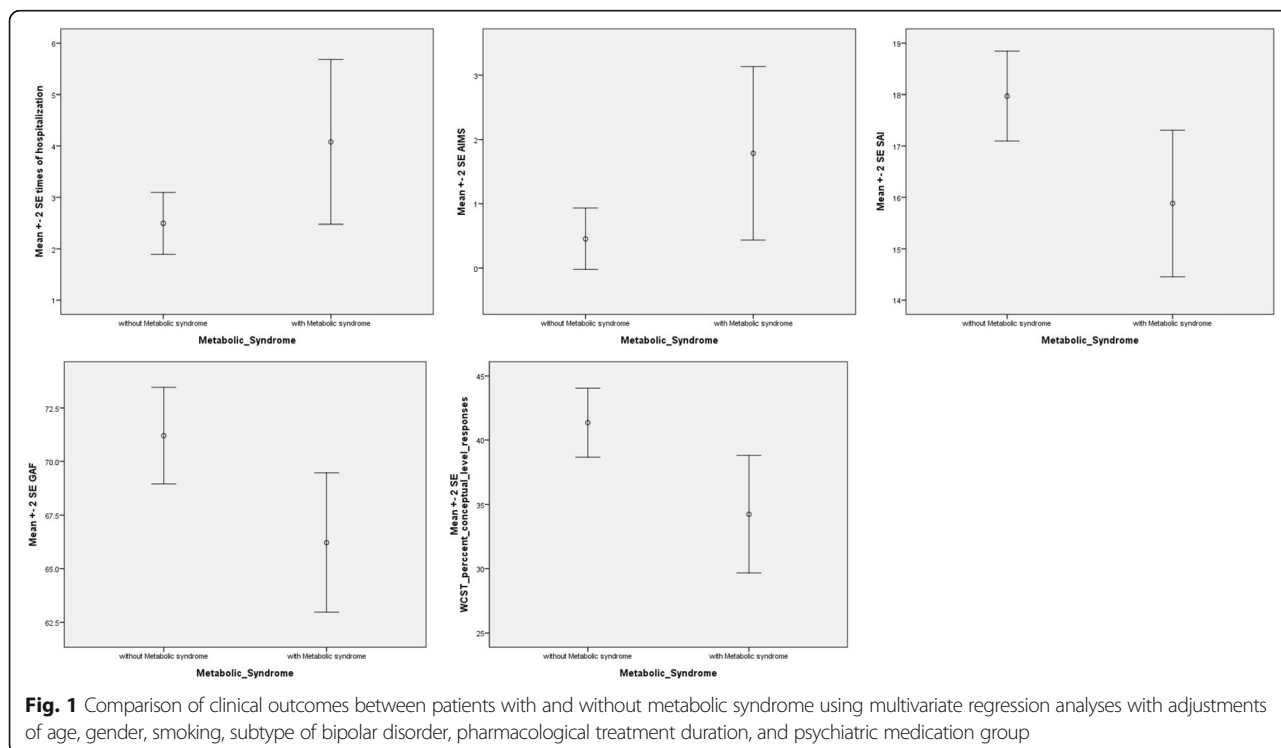 Mean +- 2 SE times of hospitalization
6
5
4
3
2
1
without Metabolic syndrome
with Metabolic syndrome
Metabolic_Syndrome
Mean +- 2 SE AIMS
3
2
1
0
without Metabolic syndrome
with Metabolic syndrome
Metabolic_Syndrome
Mean +- 2 SE SAI
19
18
17
16
15
14
without Metabolic syndrome
with Metabolic syndrome
Metabolic_Syndrome
Mean +- 2 SE GAF
72.5
70.0
67.5
65.0
62.5
without Metabolic syndrome
with Metabolic syndrome
Metabolic_Syndrome
Mean +- 2 SE
WCST_perccent_conceptual_level_responses
45
40
35
30
25
without Metabolic syndrome
with Metabolic syndrome
Metabolic_Syndrome
Fig. 1 Comparison of clinical outcomes between patients with and without metabolic syndrome using multivariate regression analyses with adjustments
of age, gender, smoking, subtype of bipolar disorder, pharmacological treatment duration, and psychiatric medication group